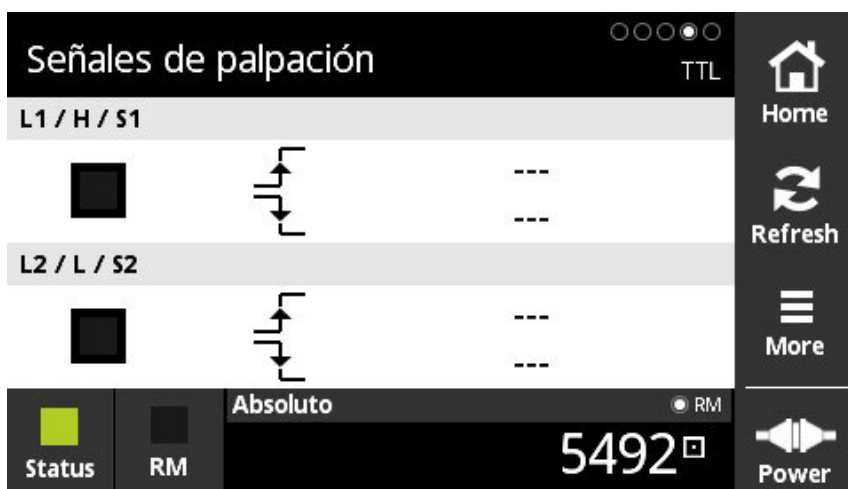 Señales de palpación
TTL
L1 / H / S1
---
---
L2 / L / S2
---
---
Status
RM
Absoluto
RM
5492
Home
Refresh
More
Power